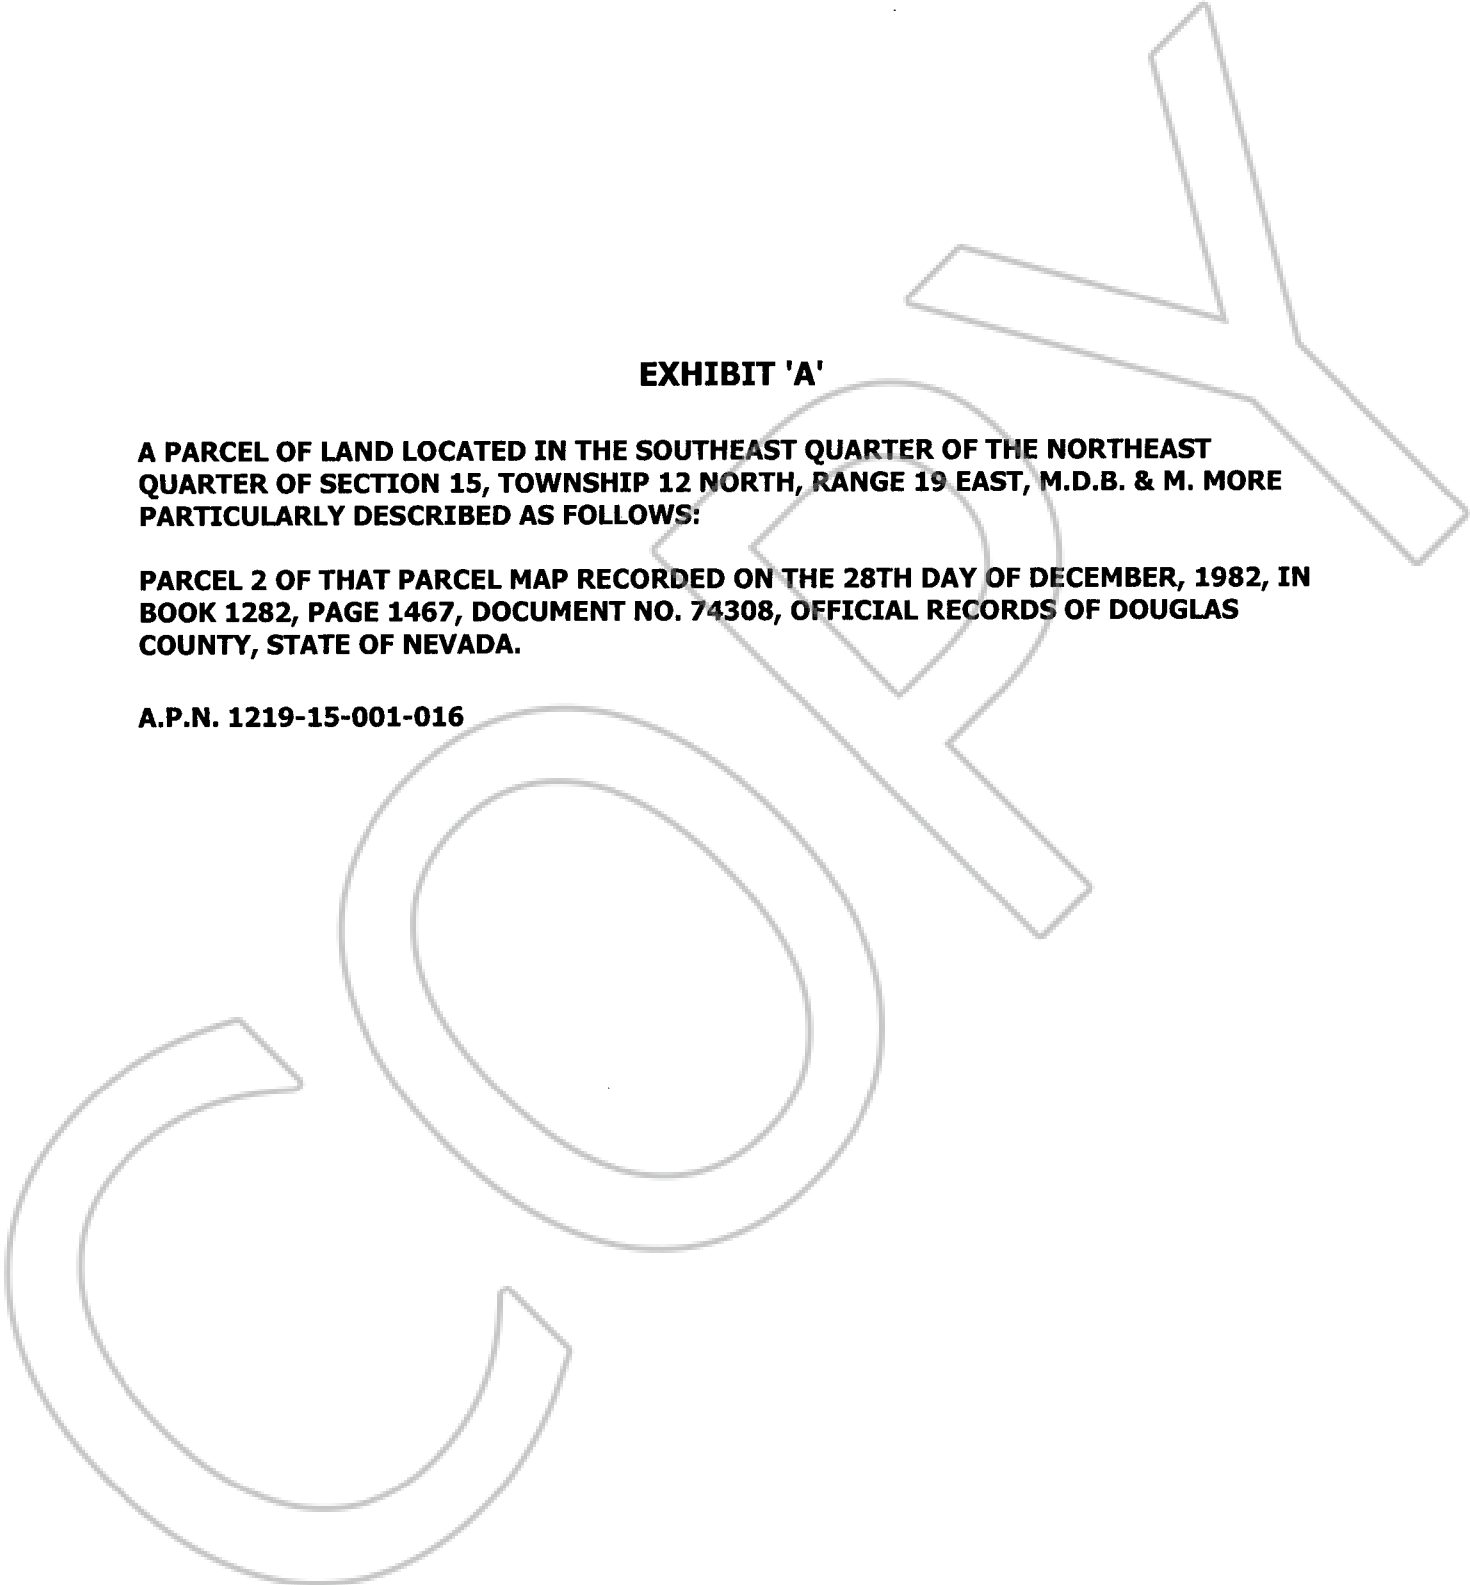 EXHIBIT 'A'
A PARCEL OF LAND LOCATED IN THE SOUTHEAST QUARTER OF THE NORTHEAST
QUARTER OF SECTION 15, TOWNSHIP 12 NORTH, RANGE 19 EAST, M.D.B. & M. MORE
PARTICULARLY DESCRIBED AS FOLLOWS:
PARCEL 2 OF THAT PARCEL MAP RECORDED ON THE 28TH DAY OF DECEMBER, 1982, IN
BOOK 1282, PAGE 1467, DOCUMENT NO. 74308, OFFICIAL RECORDS OF DOUGLAS
COUNTY, STATE OF NEVADA.
A.P.N. 1219-15-001-016
COPY